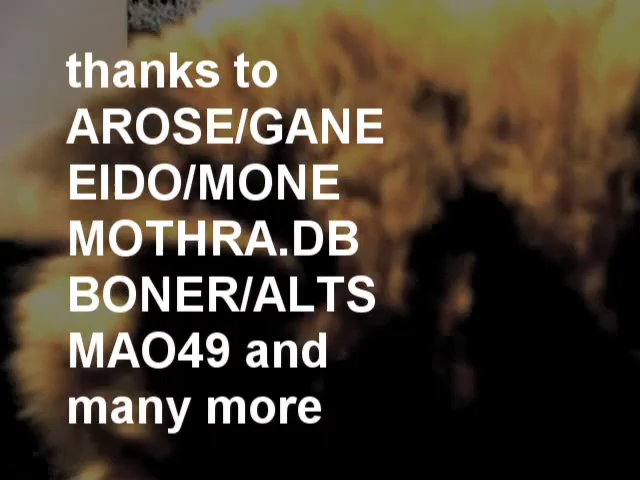 thanks to
AROSE/GANE
EIDO/MONE
MOTHRA.DB
BONER/ALTS
MAO49 and
many more